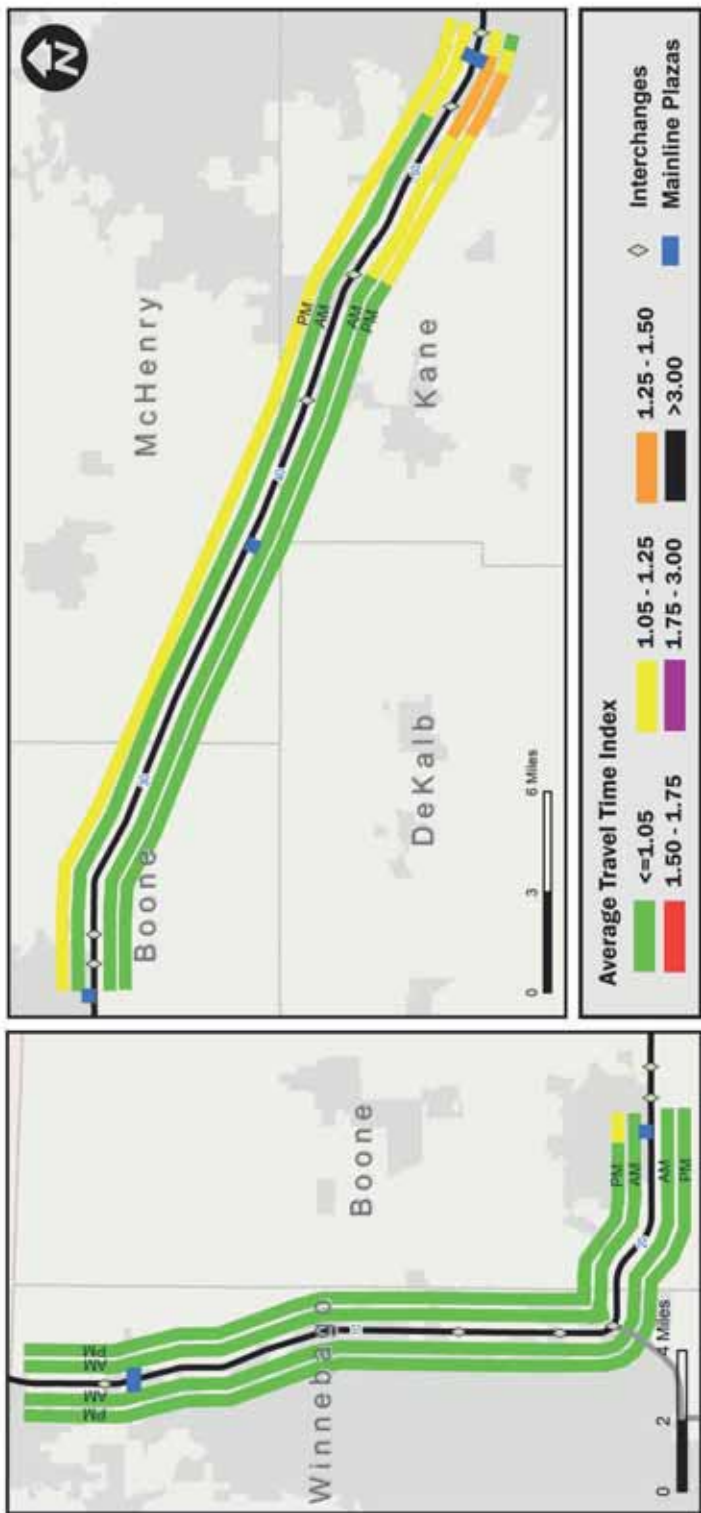 N
McHenry
PM
AM
AM
PM
Kane
Boone
DeKalb
0 3 6 Miles
Boone
PM
AM
AM
PM
PM
AM
AM
PM
Winnebago
20
0 2 4 Miles
Average Travel Time Index
<=1.05
1.05 - 1.25
1.25 - 1.50
1.50 - 1.75
1.75 - 3.00
>3.00
Interchanges
Mainline Plazas